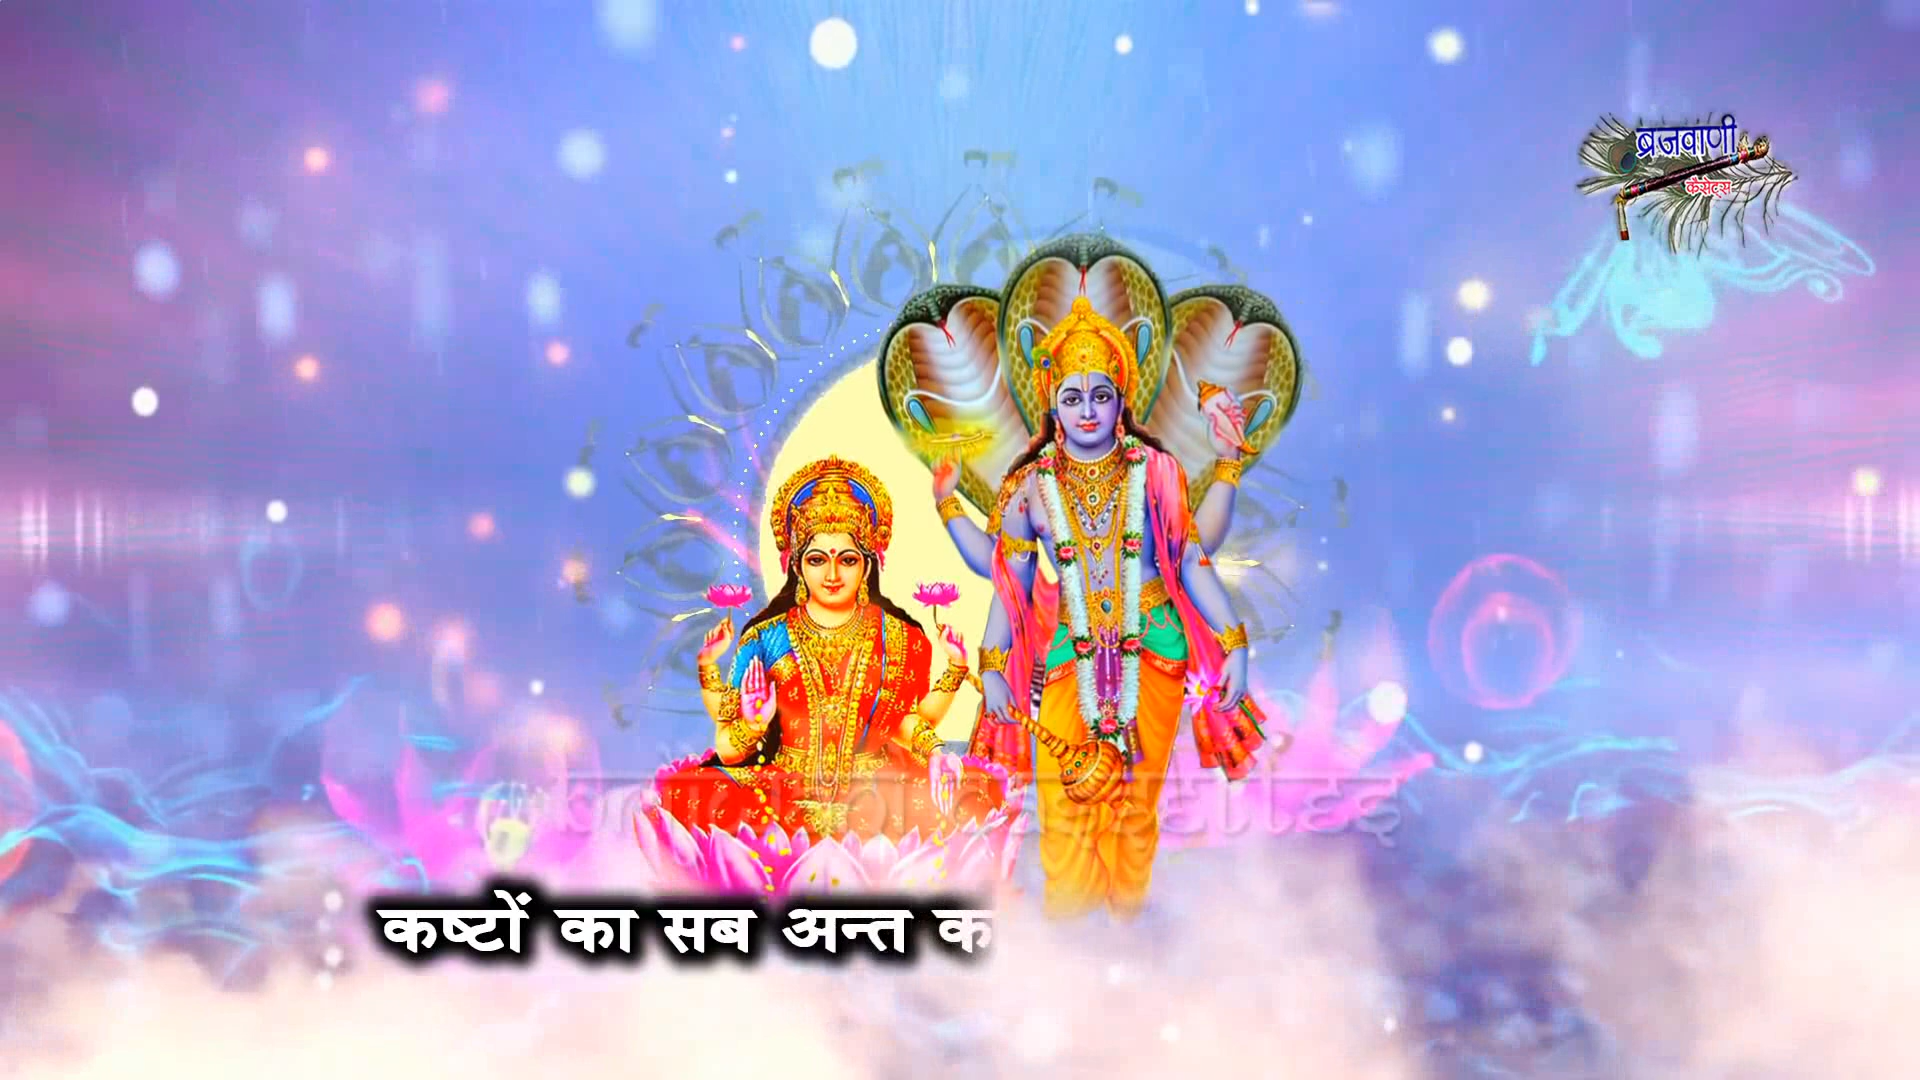 ब्रजवाणी
कैसेट्स
कष्टों का सब अन्त